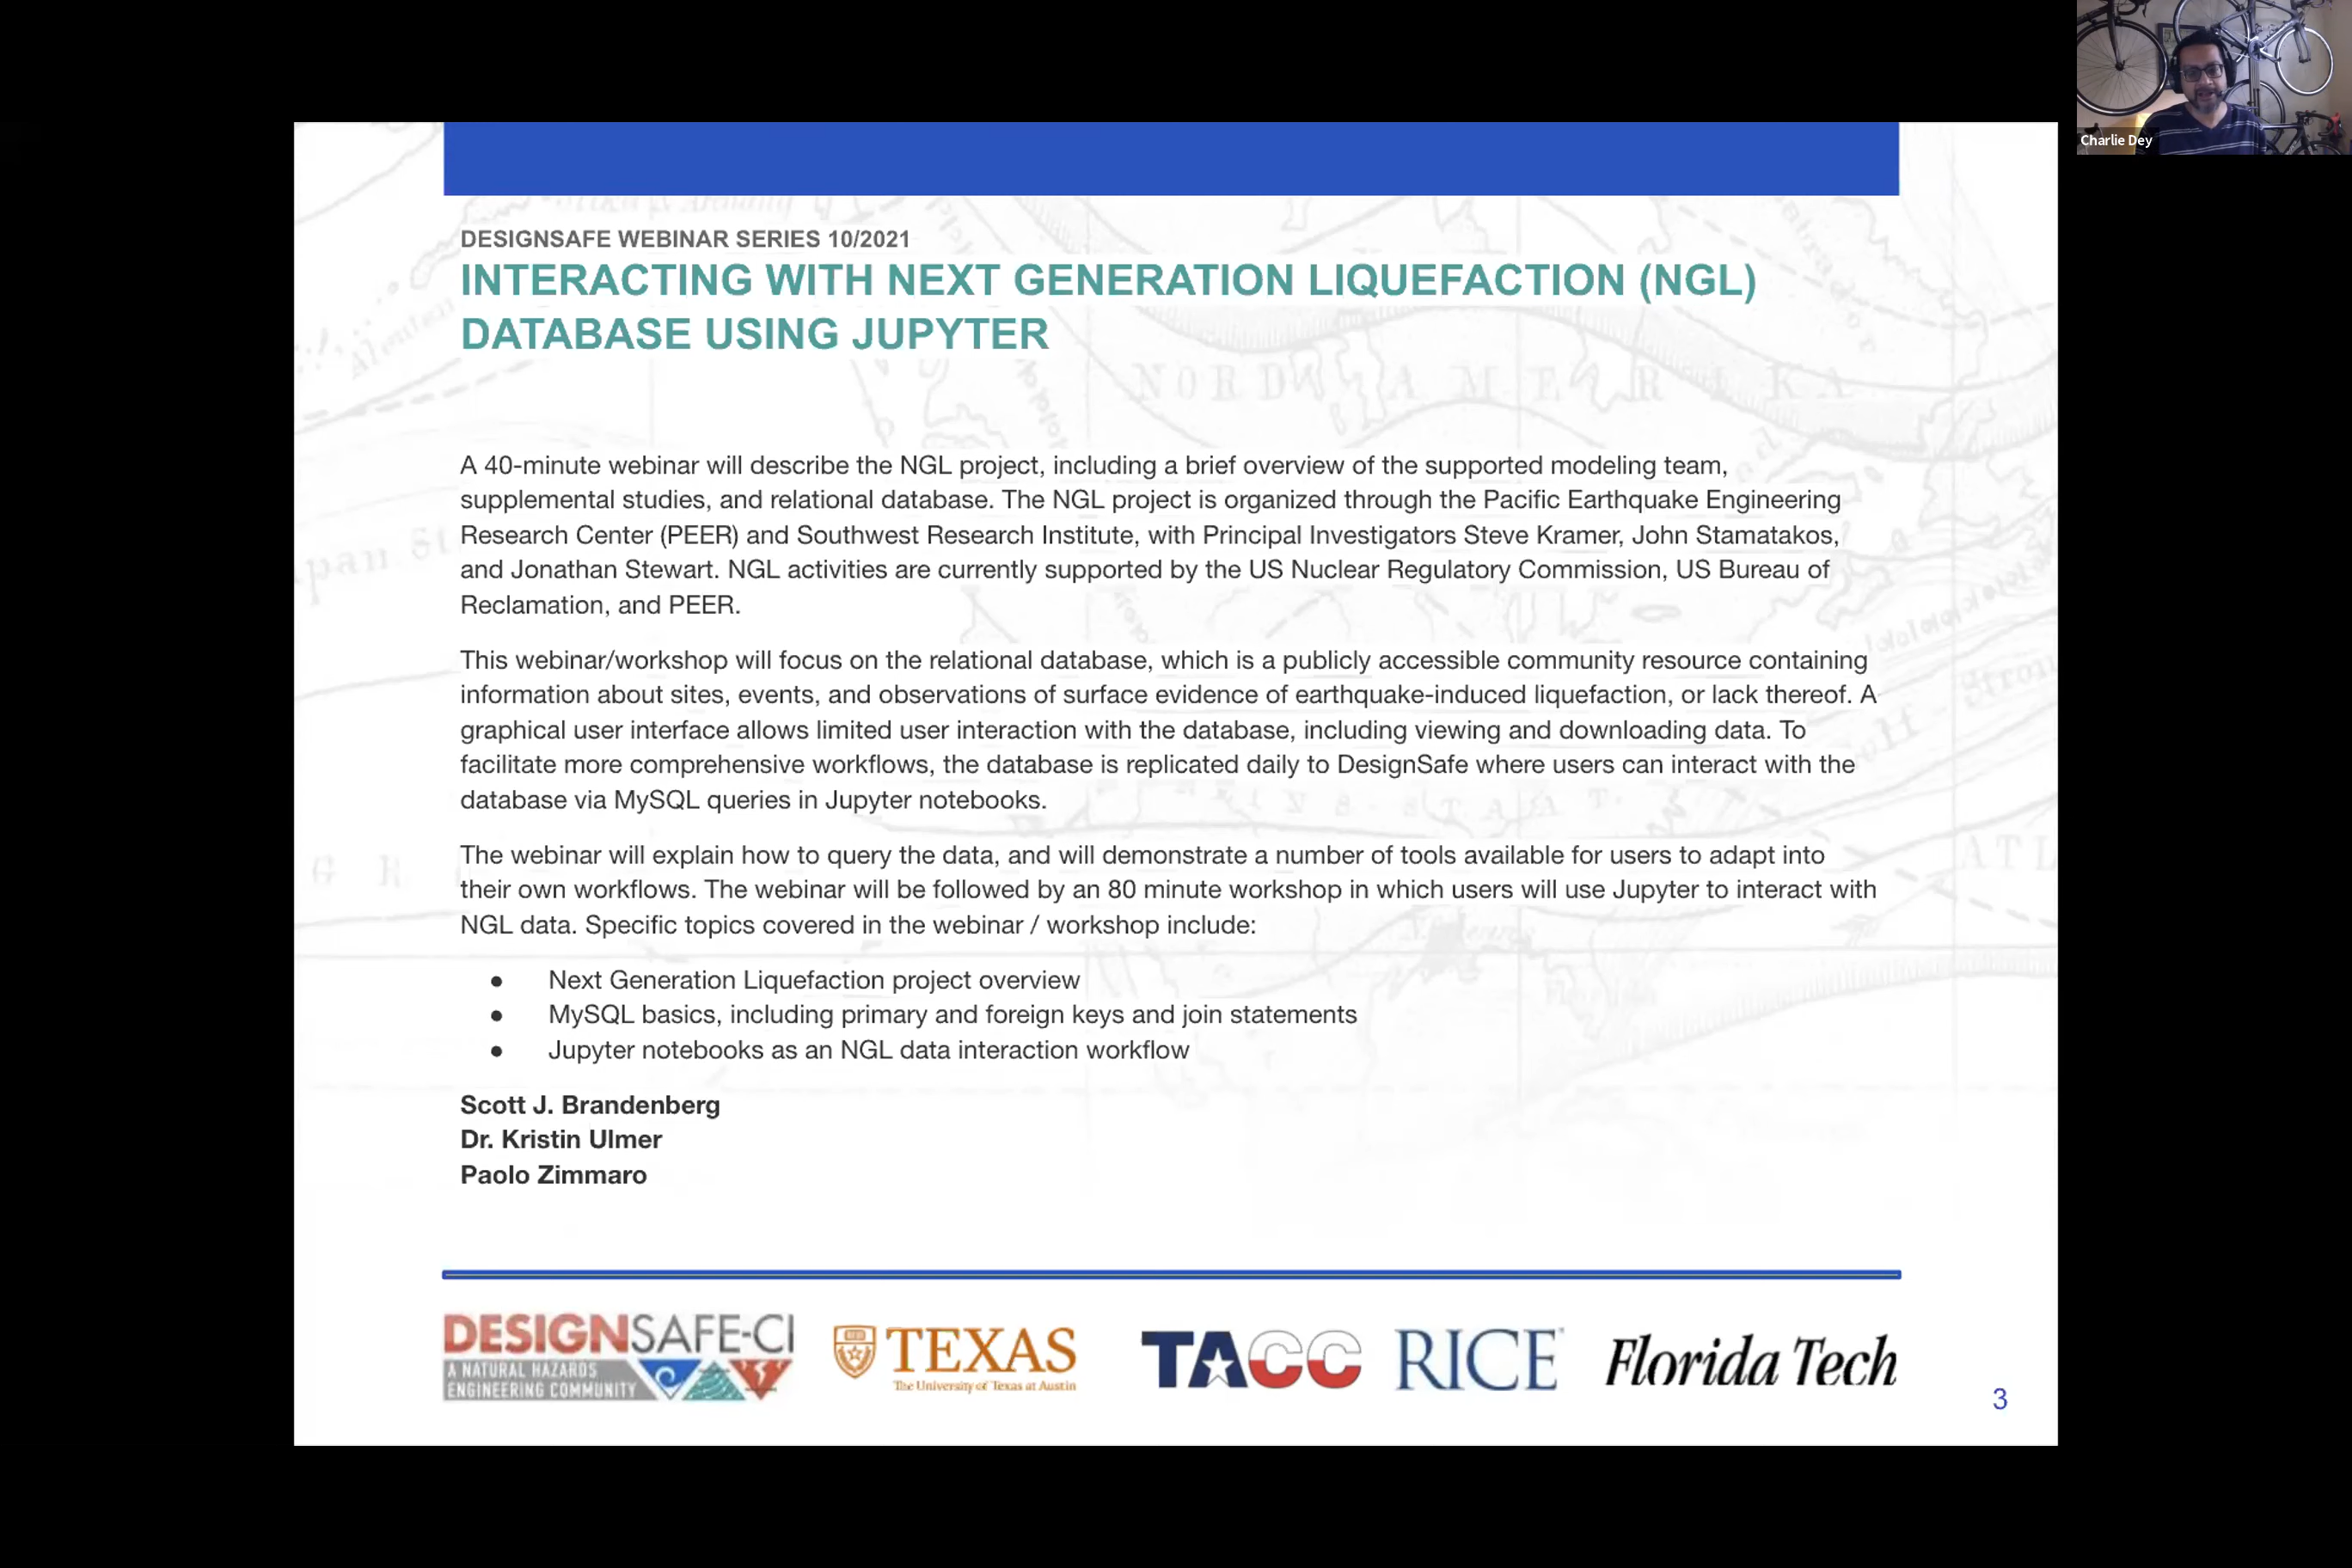 Charlie Dey
DESIGNSAFE WEBINAR SERIES 10/2021
INTERACTING WITH NEXT GENERATION LIQUEFACTION (NGL)
DATABASE USING JUPYTER
NORD AMERIKA
A 40-minute webinar will describe the NGL project, including a brief overview of the supported modeling team,
supplemental studies, and relational database. The NGL project is organized through the Pacific Earthquake Engineering
Research Center (PEER) and Southwest Research Institute, with Principal Investigators Steve Kramer, John Stamatakos,
and Jonathan Stewart. NGL activities are currently supported by the US Nuclear Regulatory Commission, US Bureau of
Reclamation, and PEER.
This webinar/workshop will focus on the relational database, which is a publicly accessible community resource containing
information about sites, events, and observations of surface evidence of earthquake-induced liquefaction, or lack thereof. A
graphical user interface allows limited user interaction with the database, including viewing and downloading data. To
facilitate more comprehensive workflows, the database is replicated daily to DesignSafe where users can interact with the
database via MySQL queries in Jupyter notebooks.
The webinar will explain how to query the data, and will demonstrate a number of tools available for users to adapt into
their own workflows. The webinar will be followed by an 80 minute workshop in which users will use Jupyter to interact with
NGL data. Specific topics covered in the webinar / workshop include:
● Next Generation Liquefaction project overview
● MySQL basics, including primary and foreign keys and join statements
● Jupyter notebooks as an NGL data interaction workflow
Scott J. Brandenberg
Dr. Kristin Ulmer
Paolo Zimmaro
DESIGNSAFE-CI
A NATURAL HAZARDS
ENGINEERING COMMUNITY
TEXAS
The University of Texas at Austin
TACC
RICE
Florida Tech
3